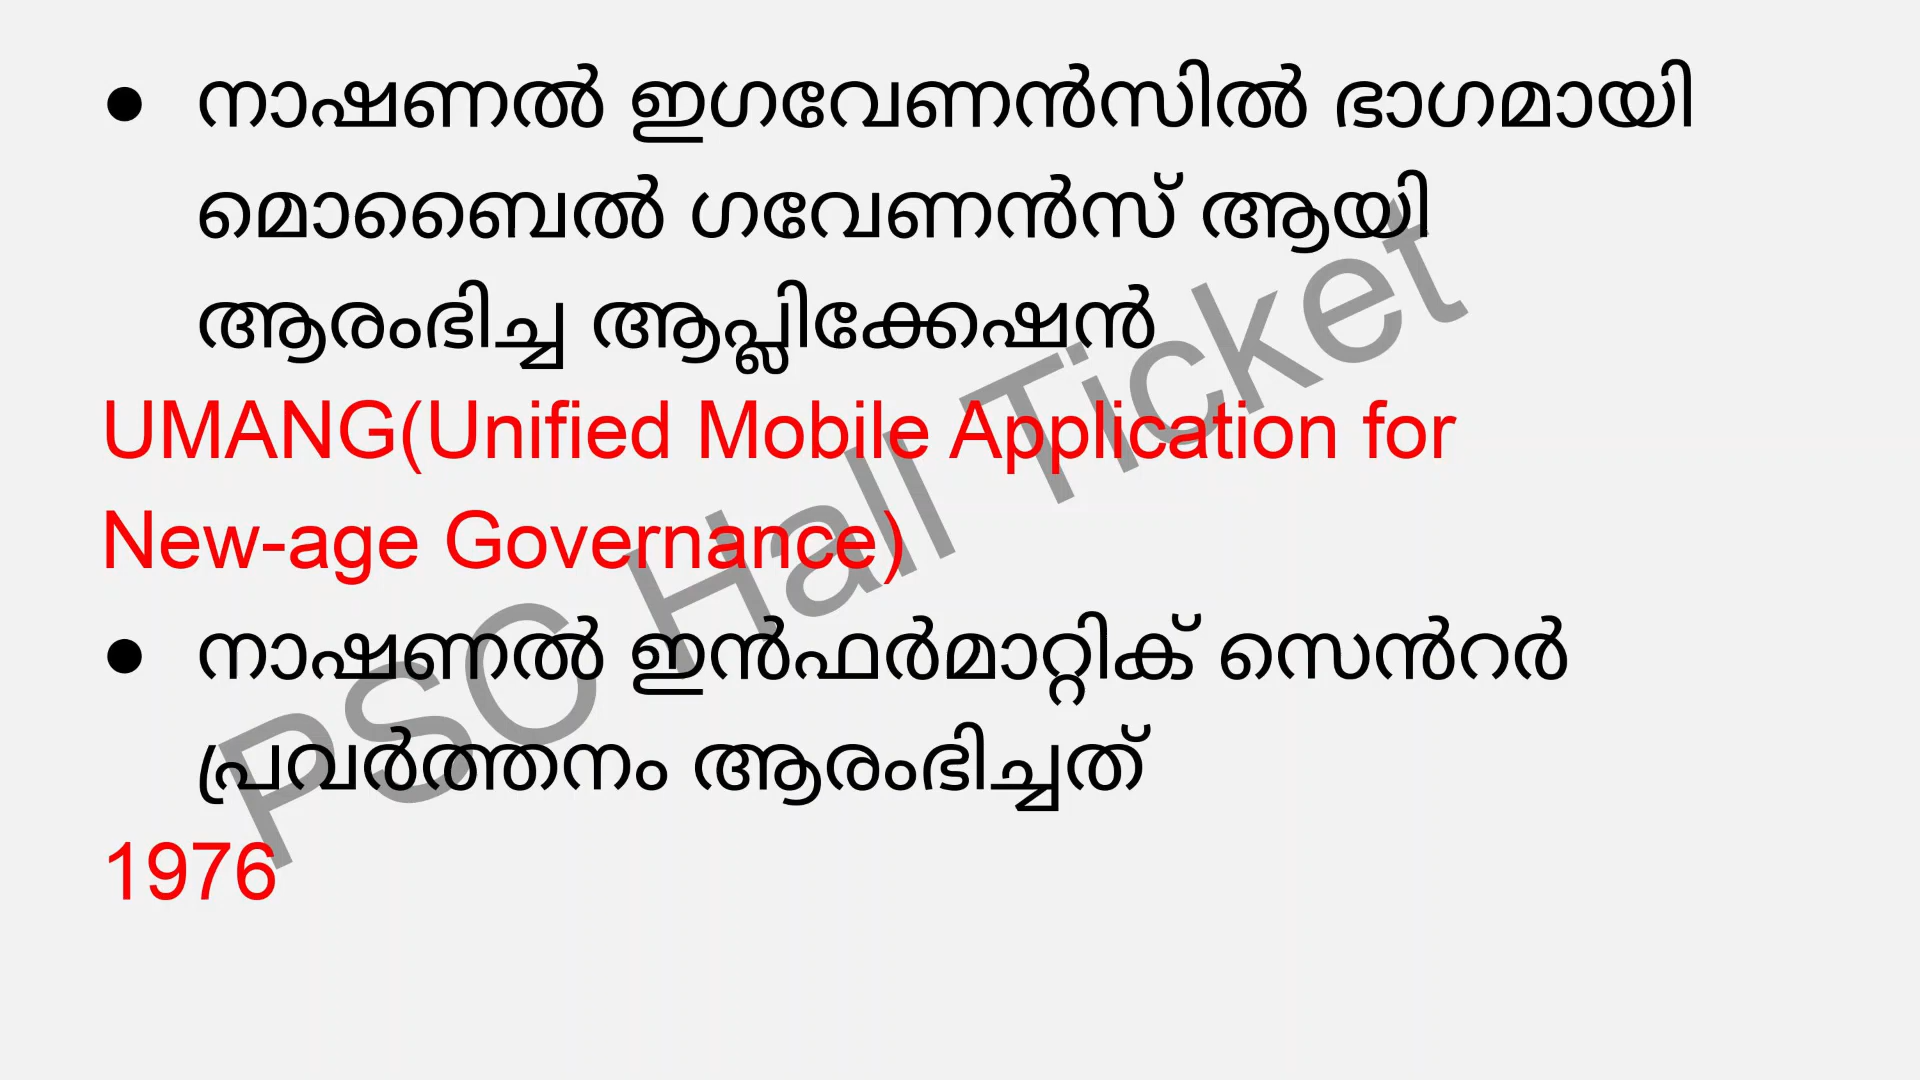 ● നാഷണൽ ഇഗവേണൻസിൽ ഭാഗമായി
മൊബൈൽ ഗവേണൻസ് ആയി
ആരംഭിച്ച ആപ്ലിക്കേഷൻ
UMANG(Unified Mobile Application for
New-age Governance)
● നാഷണൽ ഇൻഫർമാറ്റിക് സെൻറർ
പ്രവർത്തനം ആരംഭിച്ചത്
1976
PSC Hall Ticket